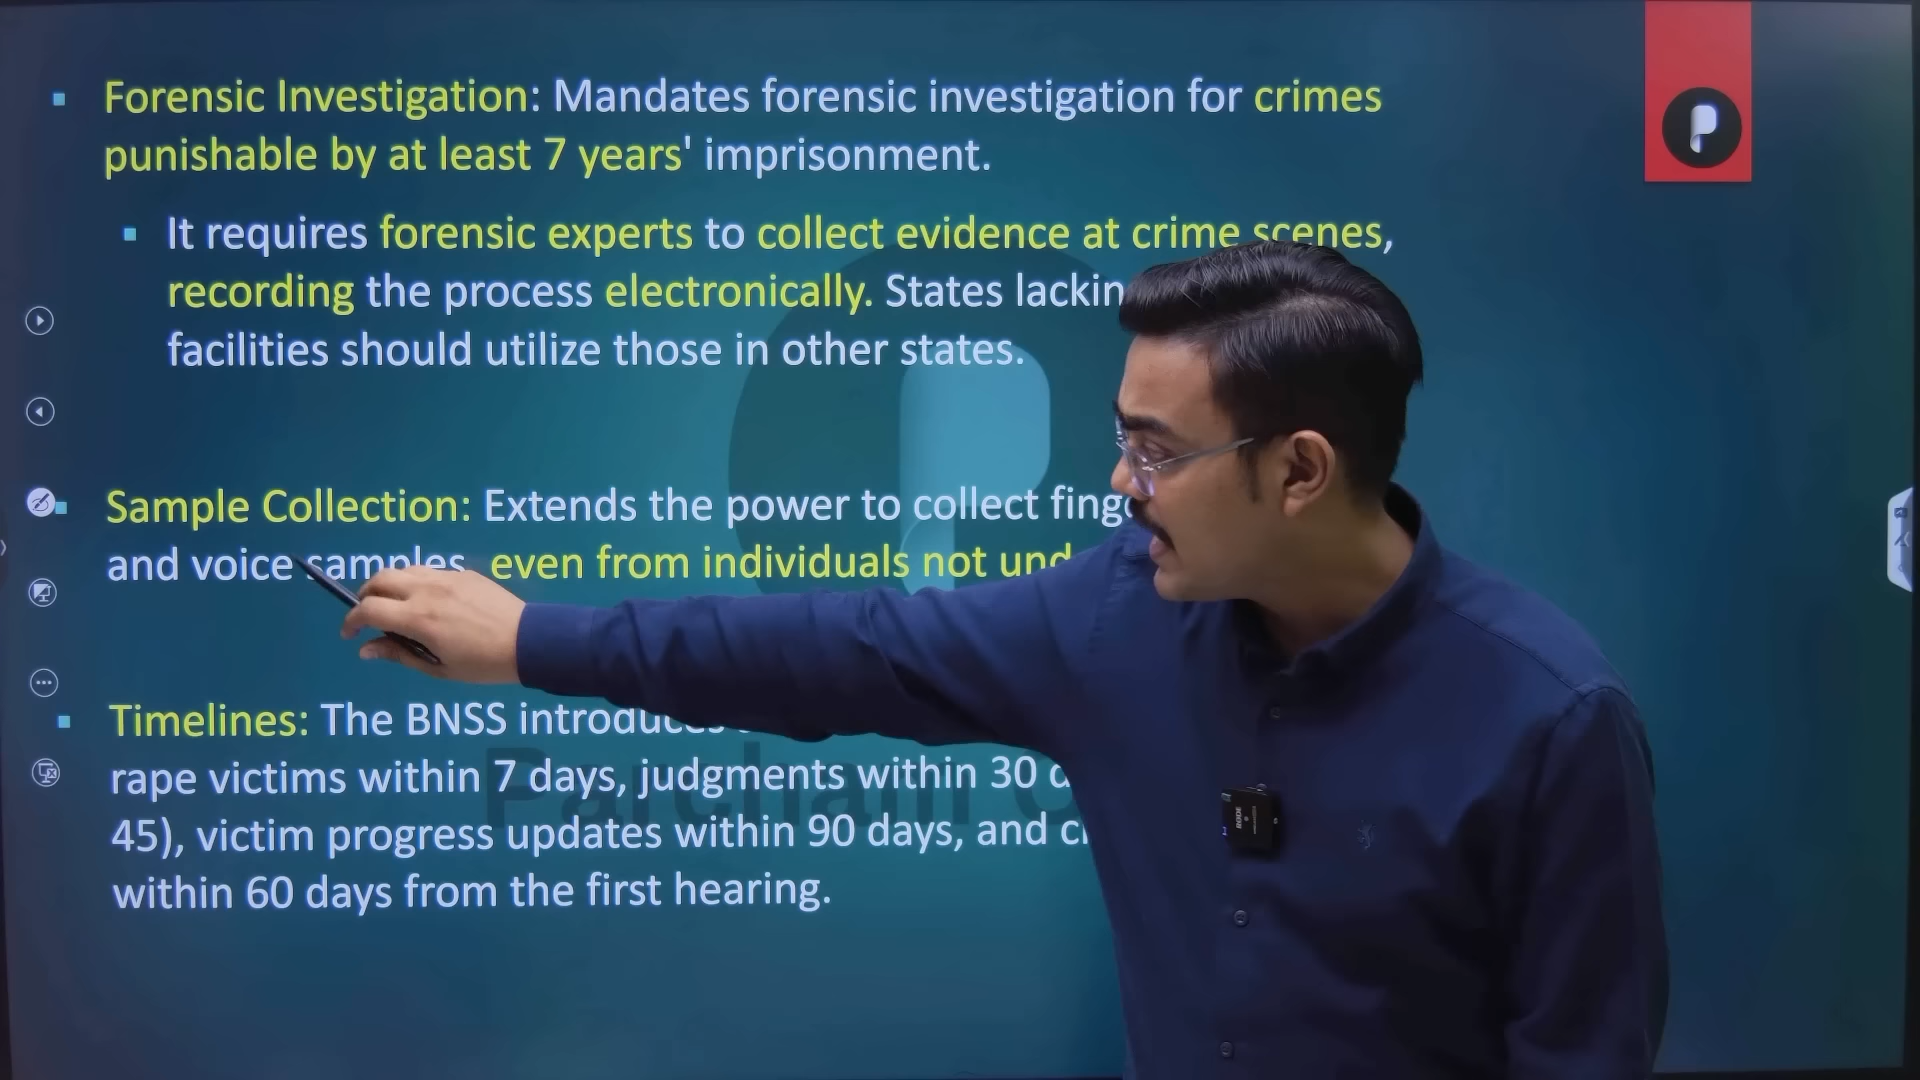 Forensic Investigation: Mandates forensic investigation for crimes
punishable by at least 7 years' imprisonment.
It requires forensic experts to collect evidence at crime scenes,
recording the process electronically. States
facilities should utilize those in other states.
Sample Collection: Extends the power to collect
and voice samples, even from individuals not
Timelines: The BNSS introduces
rape victims within 7 days, judgments within 30
45), victim progress updates within 90 days, and
within 60 days from the first hearing.
RODE